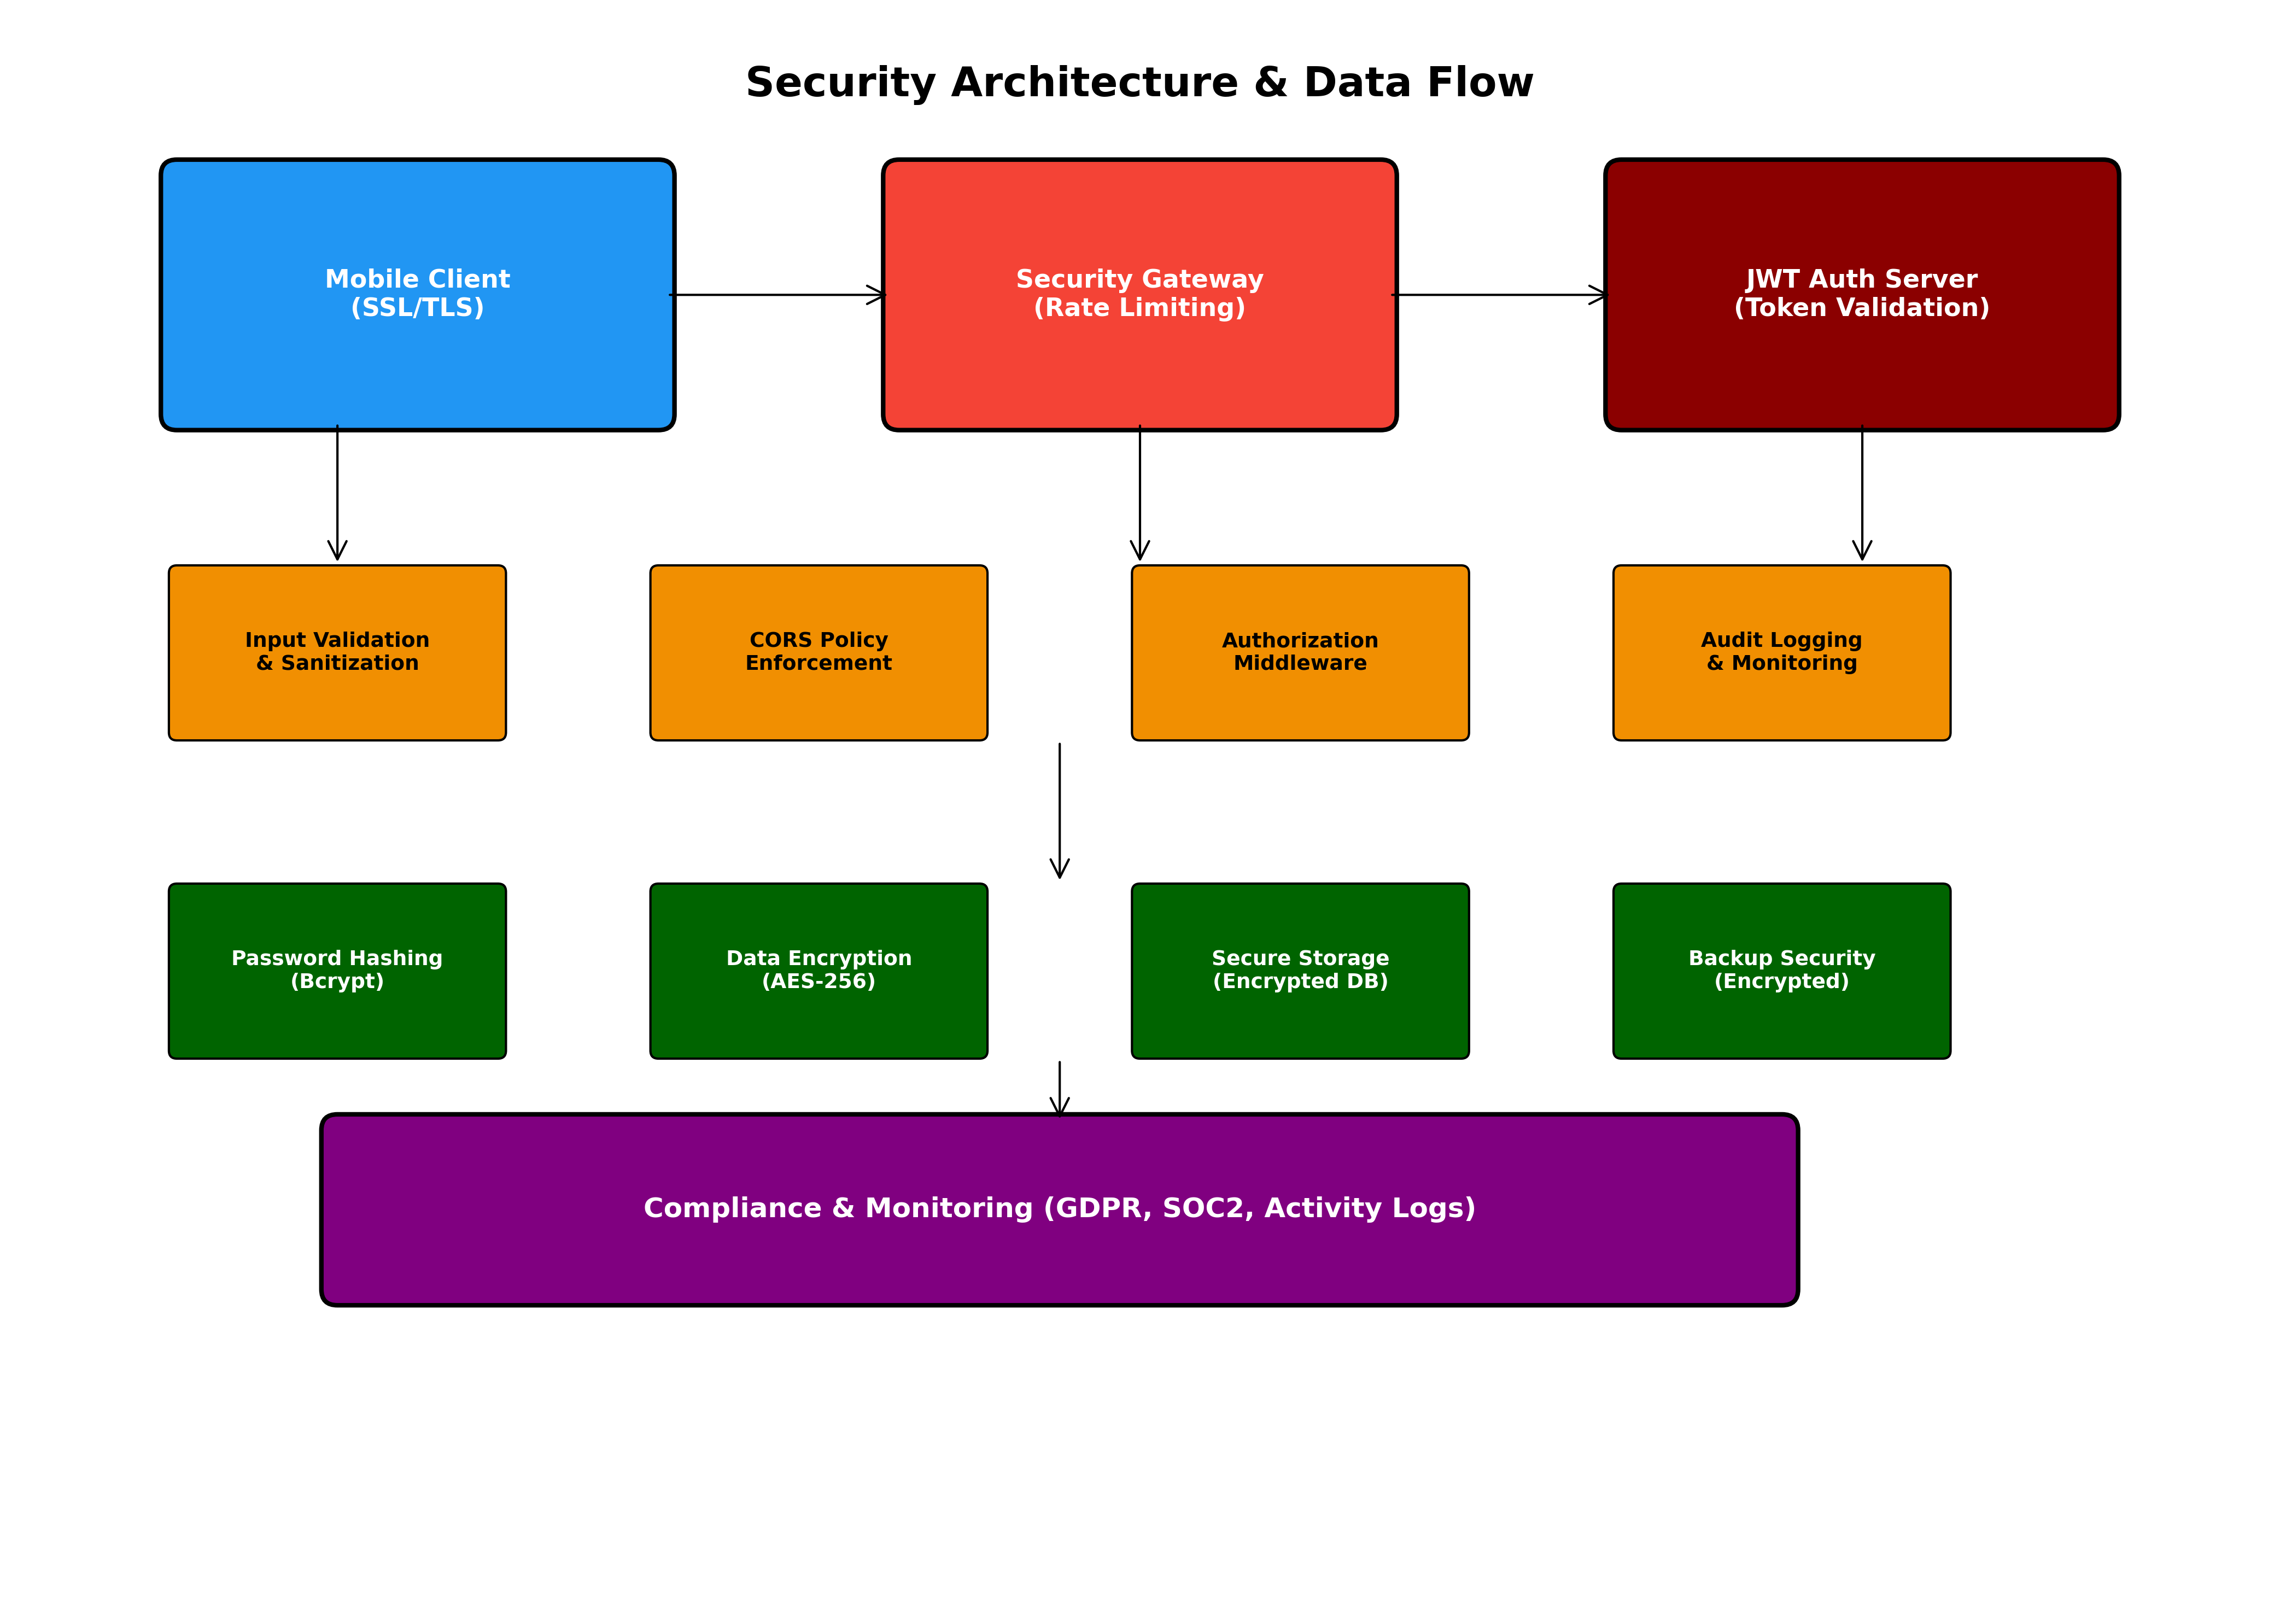 Security Architecture & Data Flow
Mobile Client
(SSL/TLS)
Security Gateway
(Rate Limiting)
JWT Auth Server
(Token Validation)
Input Validation
& Sanitization
CORS Policy
Enforcement
Authorization
Middleware
Audit Logging
& Monitoring
Password Hashing
(Bcrypt)
Data Encryption
(AES-256)
Secure Storage
(Encrypted DB)
Backup Security
(Encrypted)
Compliance & Monitoring (GDPR, SOC2, Activity Logs)